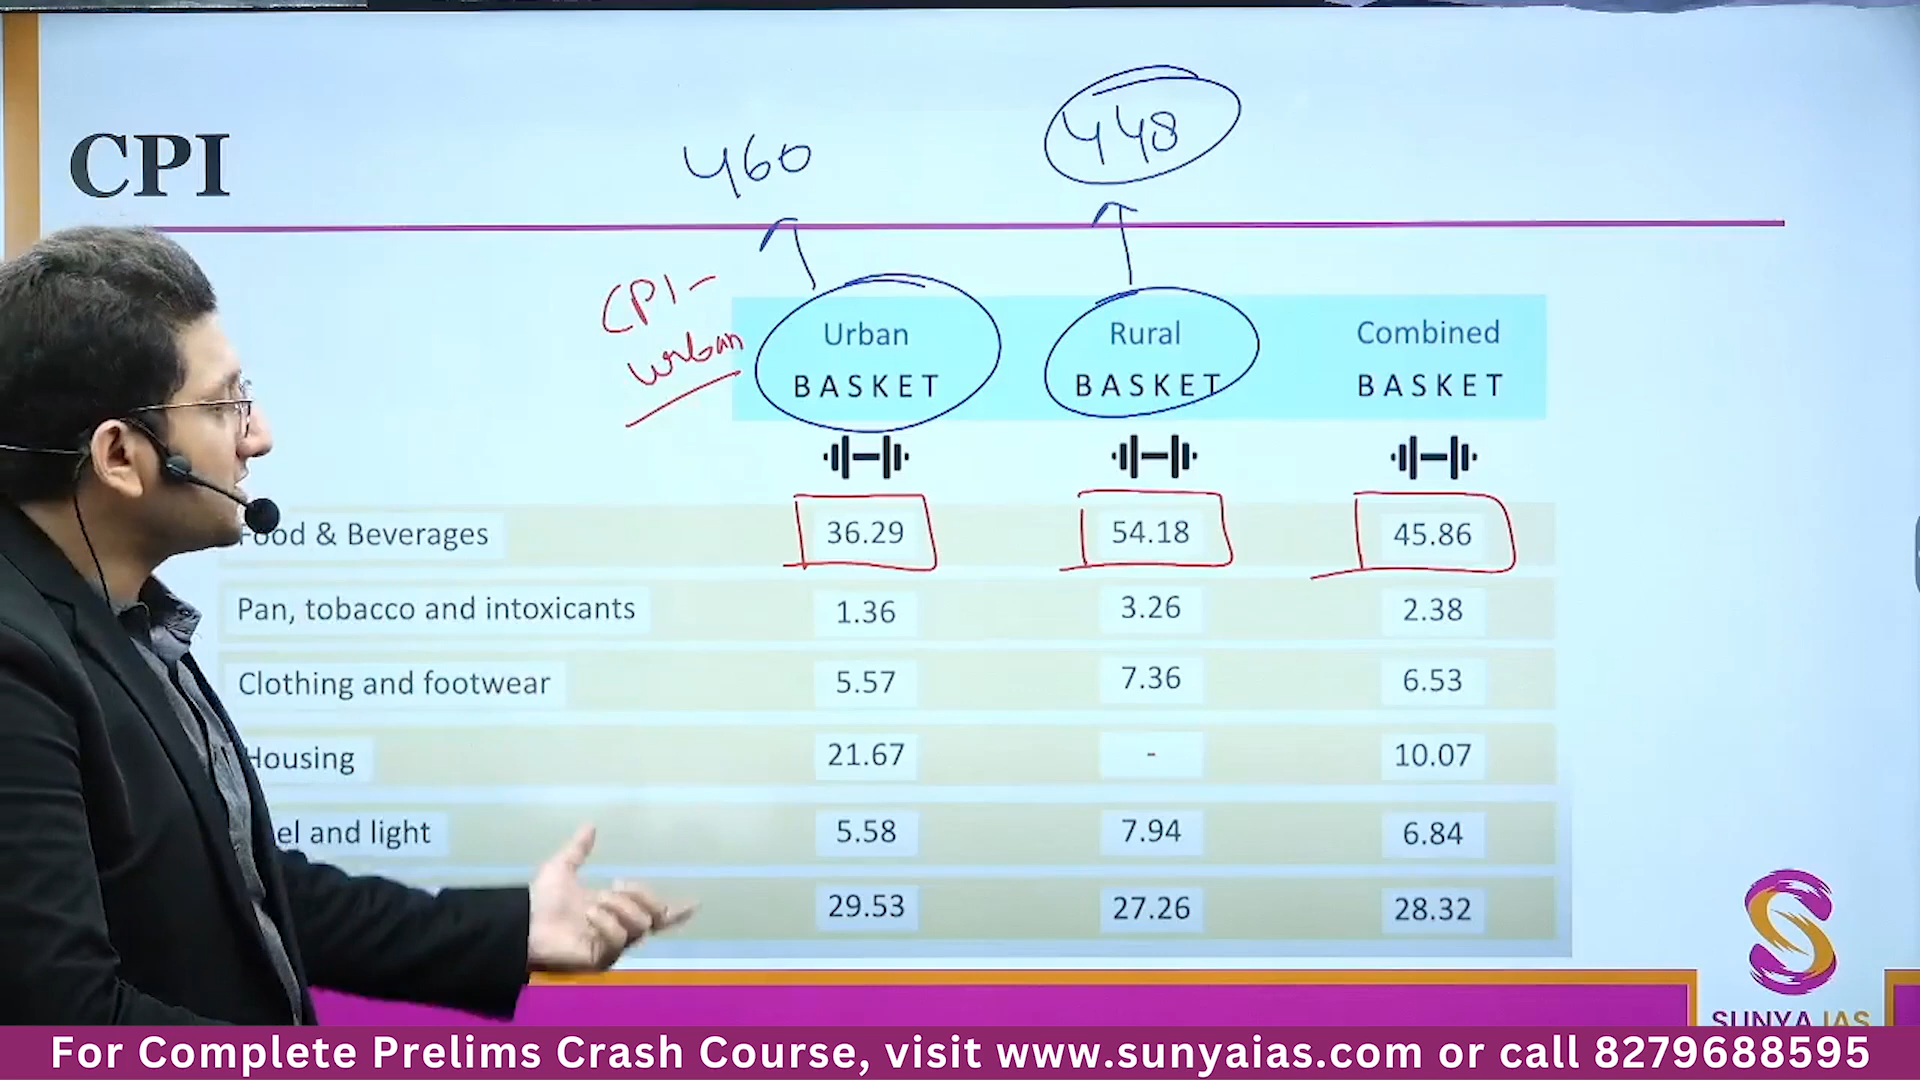 CPI
460
448
CPI-
urban
Urban
BASKET
Rural
BASKET
Combined
BASKET
Food & Beverages 36.29 54.18 45.86
Pan, tobacco and intoxicants 1.36 3.26 2.38
Clothing and footwear 5.57 7.36 6.53
Housing 21.67 - 10.07
el and light 5.58 7.94 6.84
29.53 27.26 28.32
SUNYA IAS
For Complete Prelims Crash Course, visit www.sunyaias.com or call 8279688595